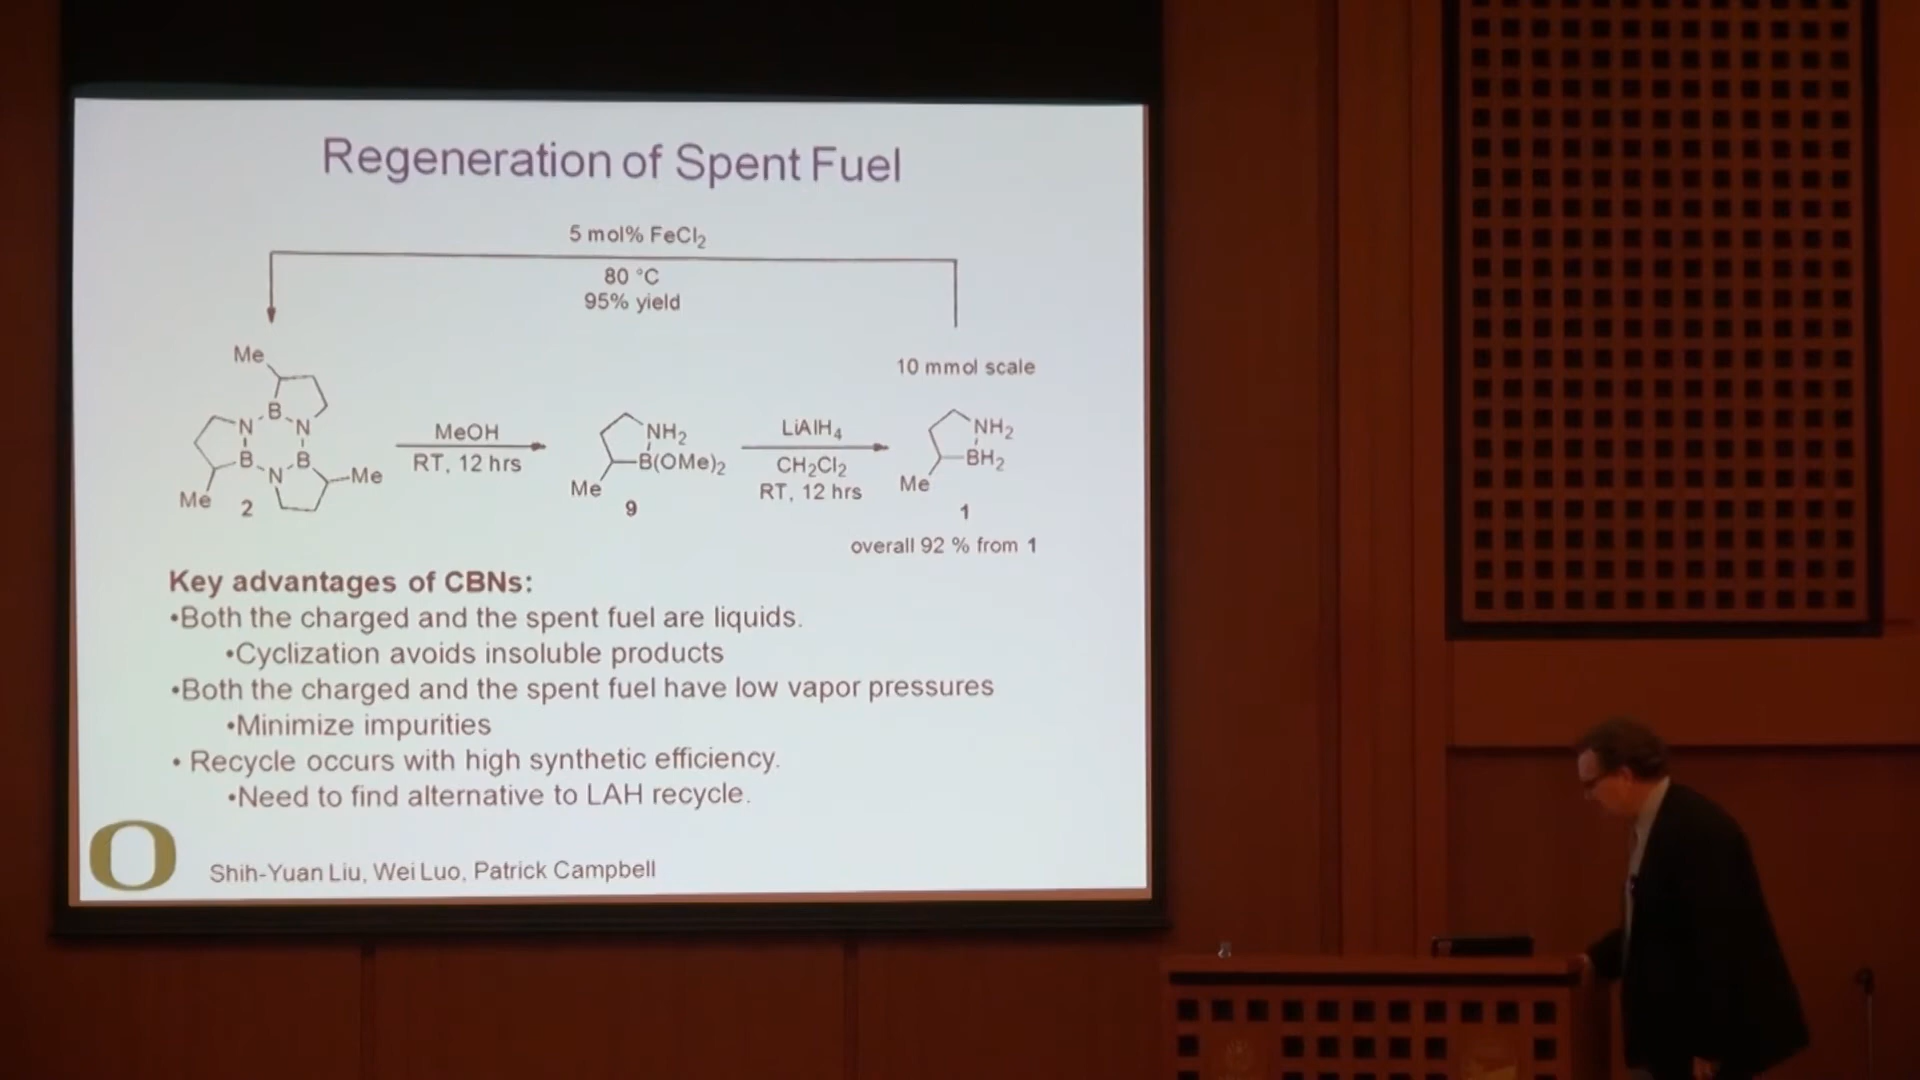 Regeneration of Spent Fuel
5 mol% FeCl2
80 °C
95% yield
10 mmol scale
Me
B
N
N
B
B
N
Me
Me
2
MeOH
RT, 12 hrs
NH2
B(OMe)2
Me
9
LiAlH4
CH2Cl2
RT, 12 hrs
NH2
BH2
Me
1
overall 92 % from 1
Key advantages of CBNs:
•Both the charged and the spent fuel are liquids.
•Cyclization avoids insoluble products
•Both the charged and the spent fuel have low vapor pressures
•Minimize impurities
• Recycle occurs with high synthetic efficiency.
•Need to find alternative to LAH recycle.
O
Shih-Yuan Liu, Wei Luo, Patrick Campbell